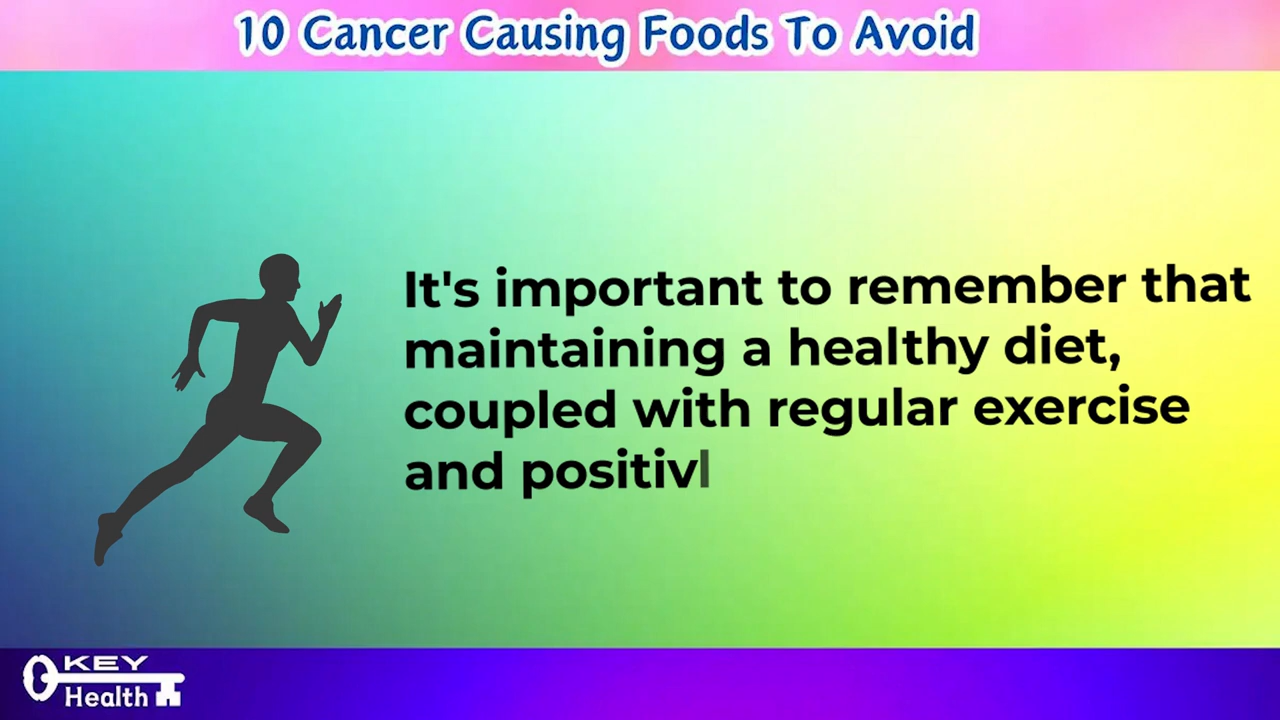 10 Cancer Causing Foods To Avoid
It's important to remember that
maintaining a healthy diet,
coupled with regular exercise
and positiv
KEY
Health